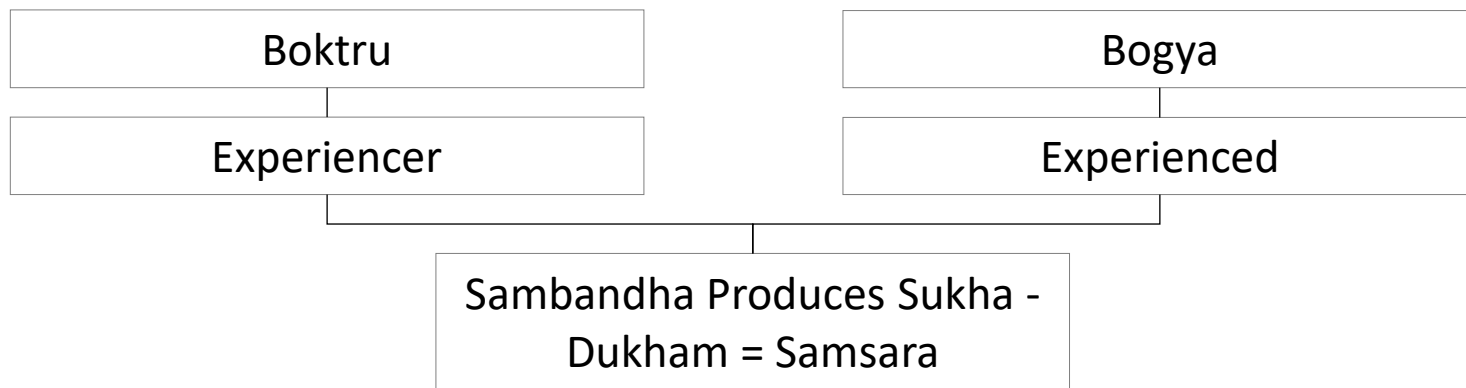 Boktru
Bogya
Experiencer
Experienced
Sambandha Produces Sukha -
Dukham = Samsara